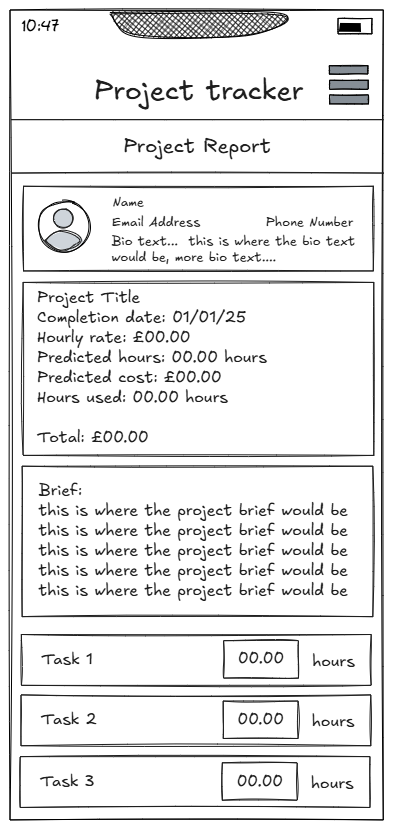 10:47
Project tracker
Project Report
Name
Email Address Phone Number
Bio text... this is where the bio text
would be, more bio text....
Project Title
Completion date: 01/01/25
Hourly rate: £00.00
Predicted hours: 00.00 hours
Predicted cost: £00.00
Hours used: 00.00 hours
Total: £00.00
Brief:
this is where the project brief would be
this is where the project brief would be
this is where the project brief would be
this is where the project brief would be
this is where the project brief would be
Task 1 00.00 hours
Task 2 00.00 hours
Task 3 00.00 hours